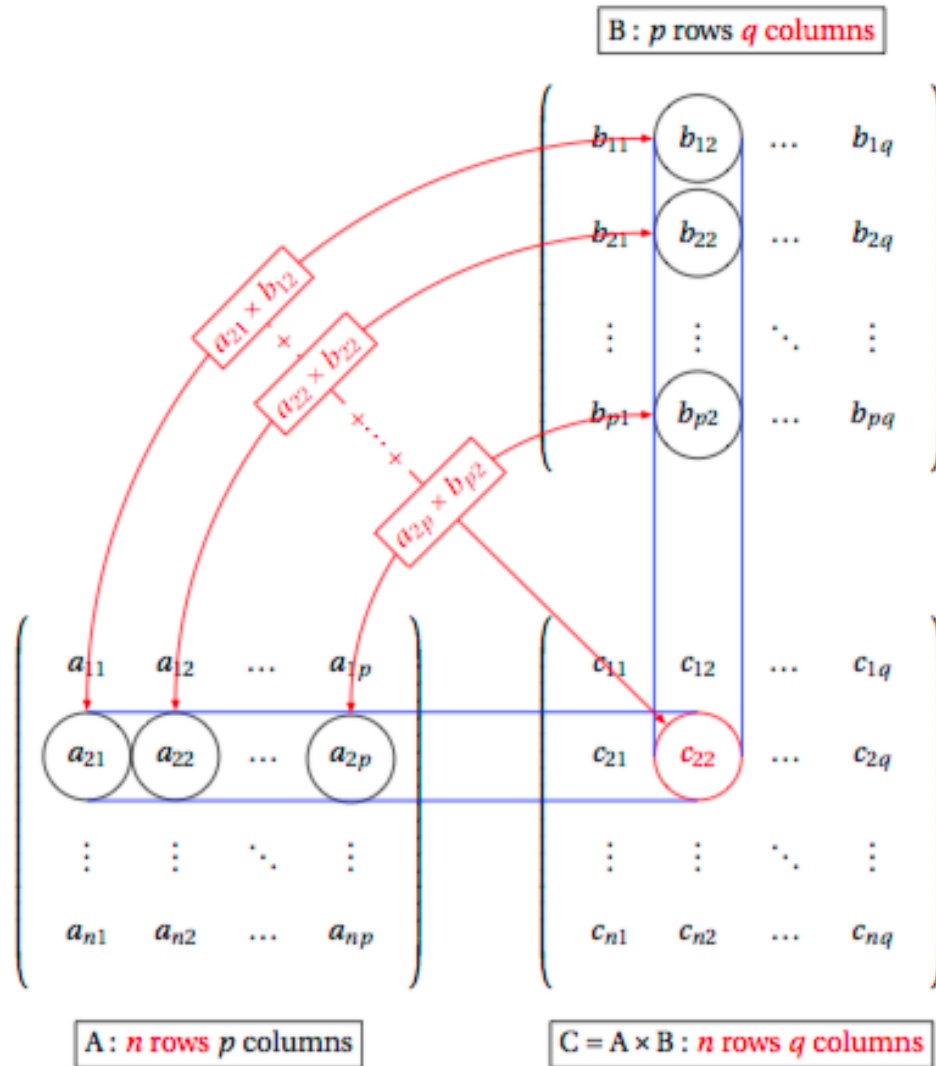 B : p rows q columns
b₁₁ b₁₂ … b₁q
b₂₁ b₂₂ … b₂q
⋮ ⋮ ⋱ ⋮
bp₁ bp₂ … bpq
a₂₁ × b₁₂
+
a₂₂ × b₂₂
+ … +
a₂p × bp₂
a₁₁ a₁₂ … a₁p
a₂₁ a₂₂ … a₂p
⋮ ⋮ ⋱ ⋮
an₁ an₂ … anp
c₁₁ c₁₂ … c₁q
c₂₁ c₂₂ … c₂q
⋮ ⋮ ⋱ ⋮
cn₁ cn₂ … cnq
A : n rows p columns
C = A × B : n rows q columns